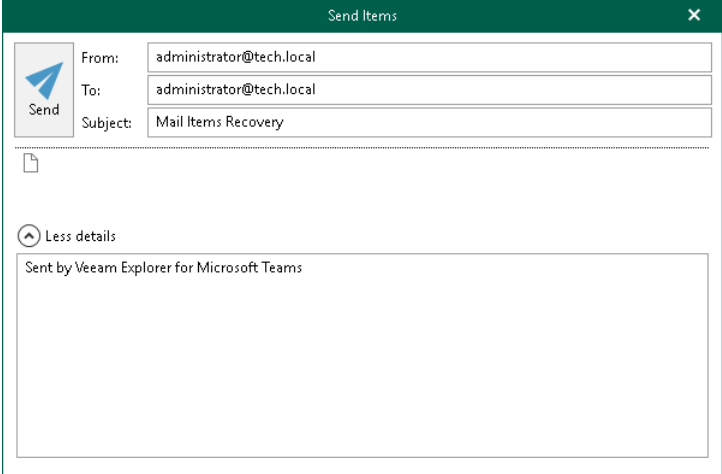 Send Items
From: administrator@tech.local
To: administrator@tech.local
Send
Subject: Mail Items Recovery
Less details
Sent by Veeam Explorer for Microsoft Teams